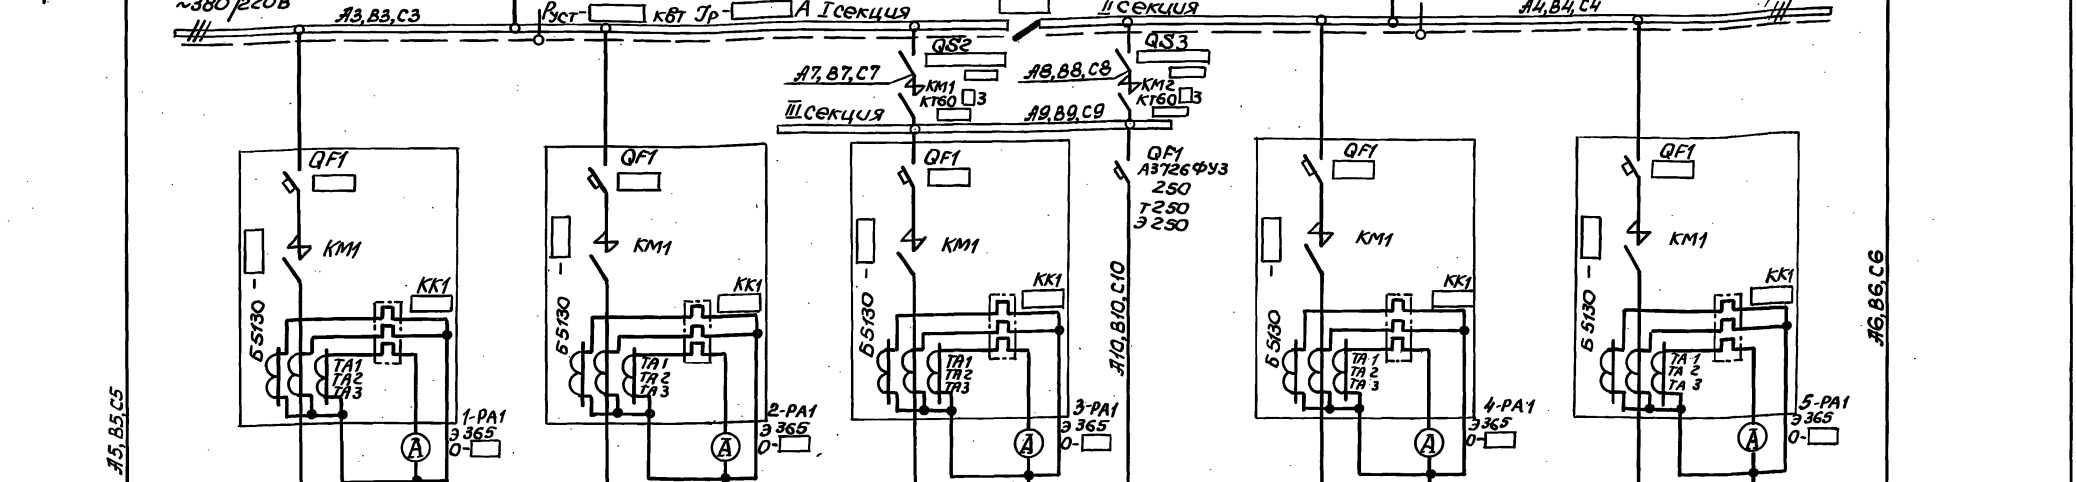 ~380/220В
А3,В3,С3
Руст-
кВт
Iр-
А
I секция
II секция
А4,В4,С4
QS2
QS3
А7,В7,С7
КМ1
КТ60 3
А8,В8,С8
КМ2
КТ60 3
III секция
А9,В9,С9
QF1
QF1
QF1
QF1
А3726ФУ3
250
Т250
Э250
QF1
QF1
КМ1
КМ1
КМ1
КМ1
КМ1
КК1
КК1
КК1
КК1
КК1
Б5130 -
Б5130 -
Б5130 -
А10,В10,С10
Б5130 -
Б5130 -
А6,В6,С6
ТА1
ТА2
ТА3
ТА1
ТА2
ТА3
ТА1
ТА2
ТА3
ТА1
ТА2
ТА3
ТА1
ТА2
ТА3
А5,В5,С5
1-РА1
Э365
0-
А
2-РА1
Э365
0-
А
3-РА1
Э365
0-
А
4-РА1
Э365
0-
А
5-РА1
Э365
0-
А